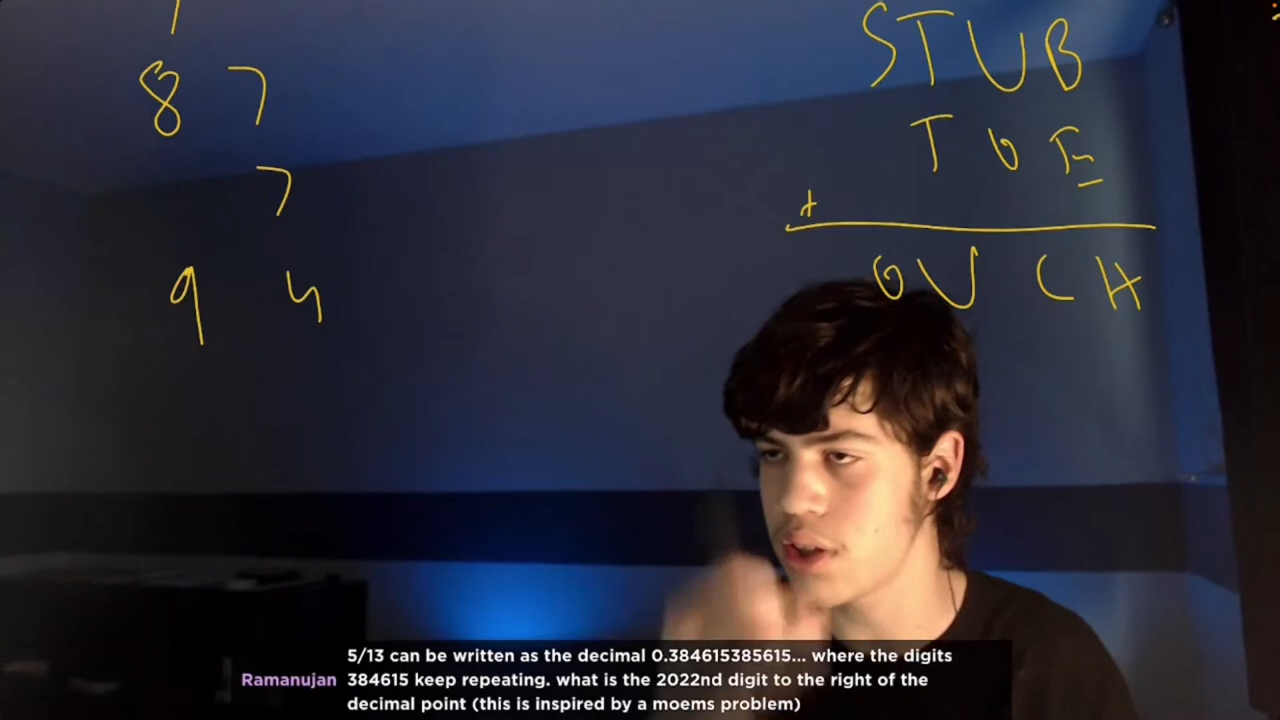 1
8 7
7
9 4
STUB
TOE
+
OUCH
Ramanujan
5/13 can be written as the decimal 0.384615385615... where the digits
384615 keep repeating. what is the 2022nd digit to the right of the
decimal point (this is inspired by a moems problem)